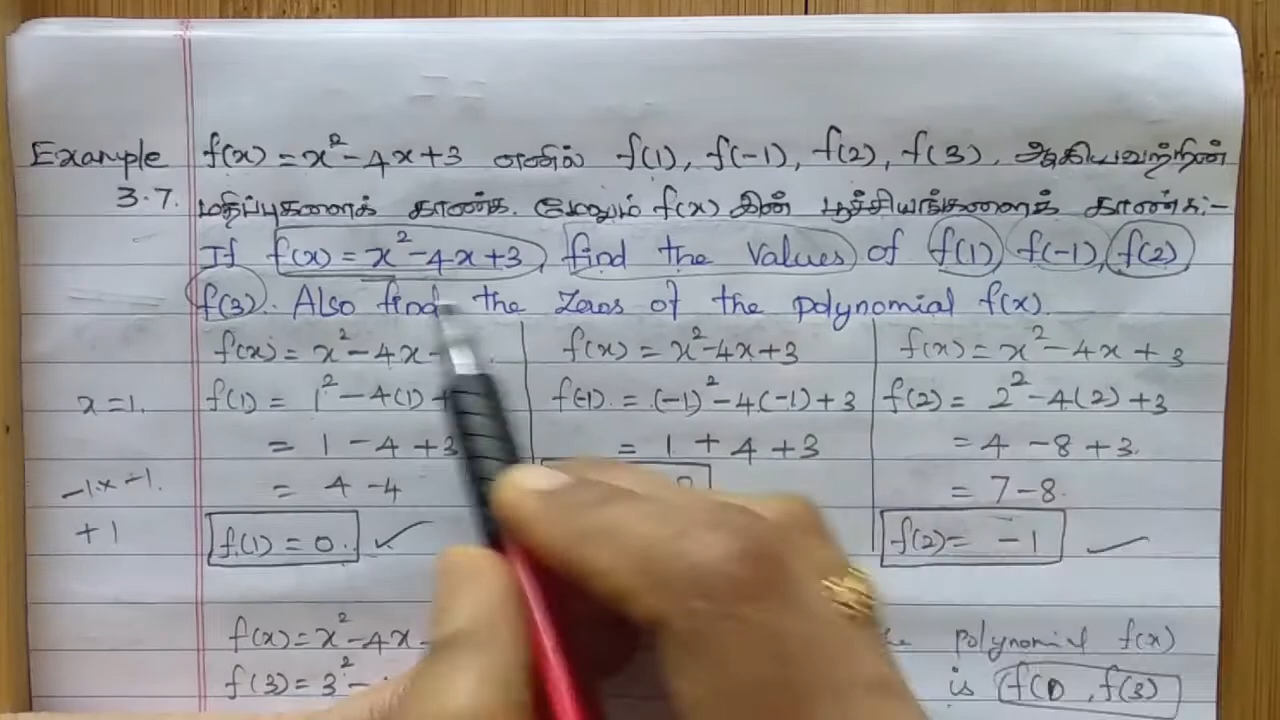 Example f(x) = x² - 4x + 3 எனில் f(1), f(-1), f(2), f(3). ஆகியவற்றின்
3.7. மதிப்புகளைக் காண்க. மேலும் f(x) இன் பூச்சியங்களைக் காண்க:-
If f(x) = x² - 4x + 3, find the values of f(1) f(-1), f(2)
f(3). Also find the Zeros of the polynomial f(x).
f(x) = x² - 4x - f(x) = x² - 4x + 3 f(x) = x² - 4x + 3
x = 1. f(1) = 1² - 4(1) + f(-1) = (-1)² - 4(-1) + 3 f(2) = 2² - 4(2) + 3
= 1 - 4 + 3 = 1 + 4 + 3 = 4 - 8 + 3.
-1 x -1. = 4 - 4 = 7 - 8.
+1 f(1) = 0. ✓ f(2) = -1
f(x) = x² - 4x - polynomial f(x)
f(3) = 3² - is f(1), f(3)